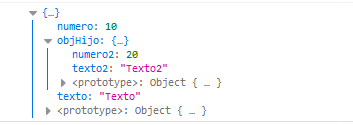 {…}
numero: 10
objHijo: {…}
numero2: 20
texto2: "Texto2"
<prototype>: Object { … }
texto: "Texto"
<prototype>: Object { … }